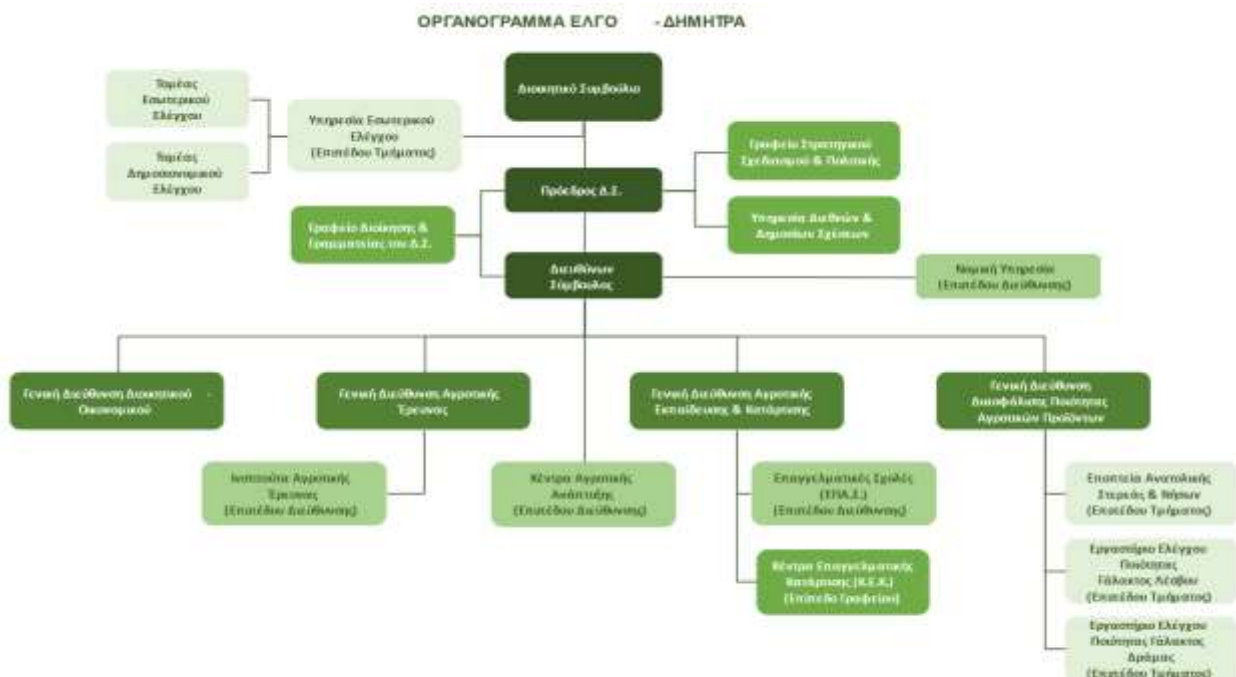 ΟΡΓΑΝΟΓΡΑΜΜΑ ΕΛΓΟ - ΔΗΜΗΤΡΑ
Διοικητικό Συμβούλιο
Τομέας
Εσωτερικού
Ελέγχου
Υπηρεσία Εσωτερικού
Ελέγχου
(Επιπέδου Τμήματος)
Τομέας
Δημοσιονομικού
Ελέγχου
Γραφείο Στρατηγικού
Σχεδιασμού & Πολιτικής
Πρόεδρος Δ.Σ.
Υπηρεσία Διεθνών &
Δημοσίων Σχέσεων
Γραφείο Διοίκησης &
Γραμματείας του Δ.Σ.
Διευθύνων
Σύμβουλος
Νομική Υπηρεσία
(Επιπέδου Διεύθυνσης)
Γενική Διεύθυνση Διοικητικού -
Οικονομικού
Γενική Διεύθυνση Αγροτικής
Έρευνας
Γενική Διεύθυνση Αγροτικής
Εκπαίδευσης & Κατάρτισης
Γενική Διεύθυνση
Διασφάλισης Ποιότητας
Αγροτικών Προϊόντων
Ινστιτούτα Αγροτικής
Έρευνας
(Επιπέδου Διεύθυνσης)
Κέντρα Αγροτικής
Ανάπτυξης
(Επιπέδου Διεύθυνσης)
Επαγγελματικές Σχολές
(ΕΠΑ.Σ.)
(Επιπέδου Διεύθυνσης)
Εποπτεία Ανατολικής
Στερεάς & Νήσων
(Επιπέδου Τμήματος)
Κέντρα Επαγγελματικής
Κατάρτισης (Κ.Ε.Κ.)
(Επίπεδο Γραφείου)
Εργαστήριο Ελέγχου
Ποιότητας
Γάλακτος Λέσβου
(Επιπέδου Τμήματος)
Εργαστήριο Ελέγχου
Ποιότητας Γάλακτος
Δράμας
(Επιπέδου Τμήματος)